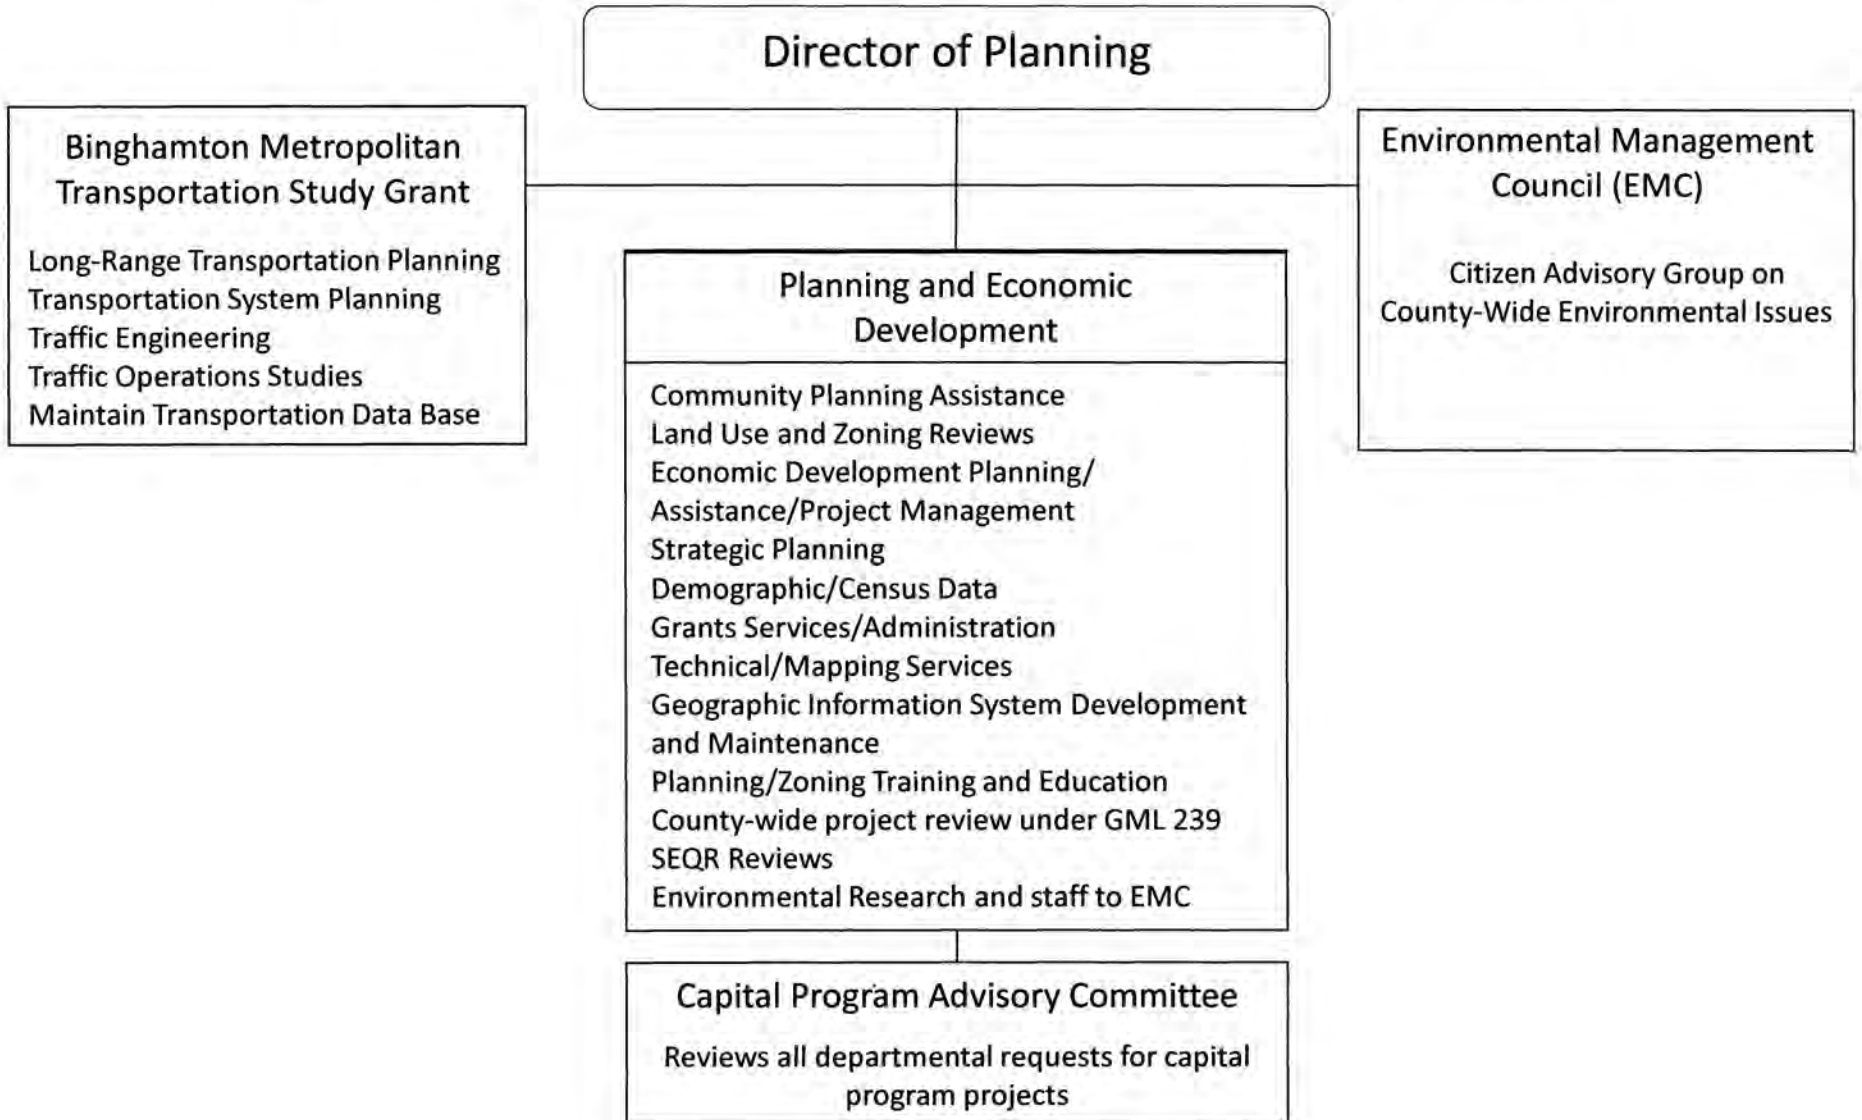 Director of Planning
Binghamton Metropolitan
Transportation Study Grant
Long-Range Transportation Planning
Transportation System Planning
Traffic Engineering
Traffic Operations Studies
Maintain Transportation Data Base
Environmental Management
Council (EMC)
Citizen Advisory Group on
County-Wide Environmental Issues
Planning and Economic
Development
Community Planning Assistance
Land Use and Zoning Reviews
Economic Development Planning/
Assistance/Project Management
Strategic Planning
Demographic/Census Data
Grants Services/Administration
Technical/Mapping Services
Geographic Information System Development
and Maintenance
Planning/Zoning Training and Education
County-wide project review under GML 239
SEQR Reviews
Environmental Research and staff to EMC
Capital Program Advisory Committee
Reviews all departmental requests for capital
program projects